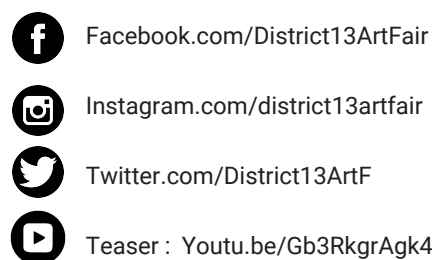 Facebook.com/District13ArtFair
Instagram.com/district13artfair
Twitter.com/District13ArtF
Teaser : Youtu.be/Gb3RkgrAgk4